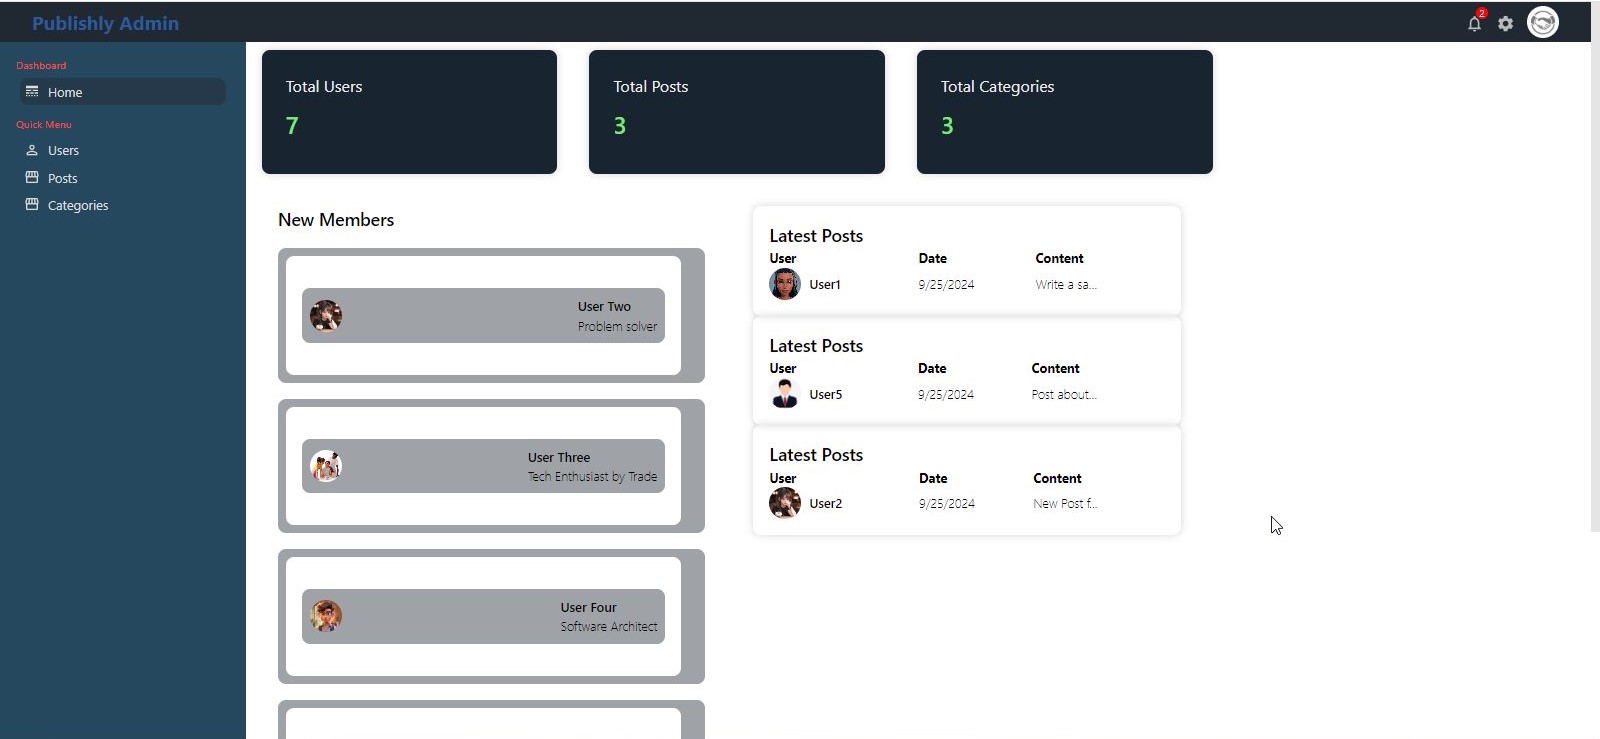 Publishly Admin
2
Dashboard
Home
Quick Menu
Users
Posts
Categories
Total Users
7
Total Posts
3
Total Categories
3
New Members
User Two
Problem solver
User Three
Tech Enthusiast by Trade
User Four
Software Architect
Latest Posts
User Date Content
User1 9/25/2024 Write a sa...
Latest Posts
User Date Content
User5 9/25/2024 Post about...
Latest Posts
User Date Content
User2 9/25/2024 New Post f...